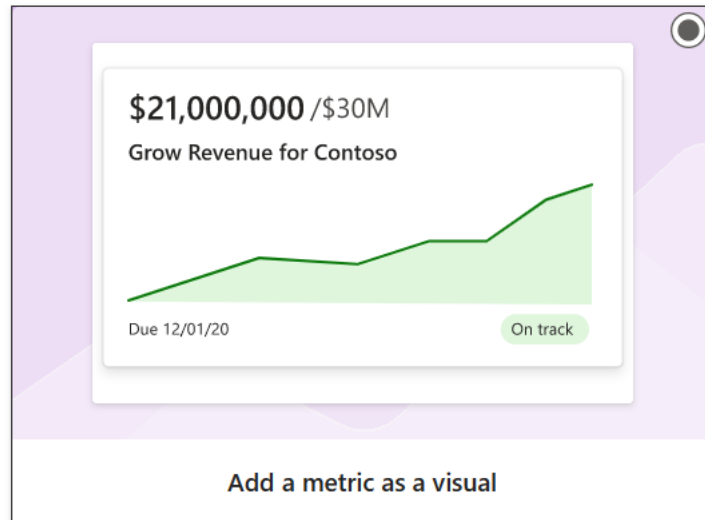 $21,000,000 /$30M
Grow Revenue for Contoso
Due 12/01/20 On track
Add a metric as a visual